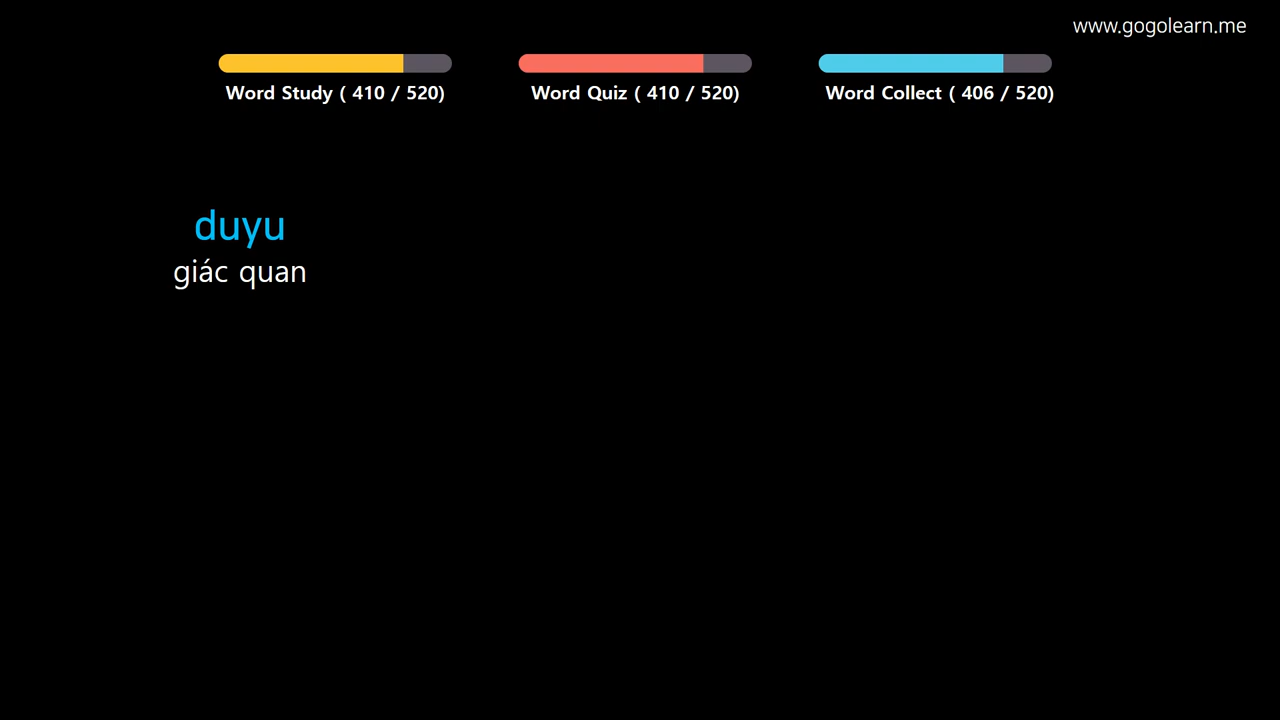 www.gogolearn.me
Word Study ( 410 / 520)
Word Quiz ( 410 / 520)
Word Collect ( 406 / 520)
duyu
giác quan